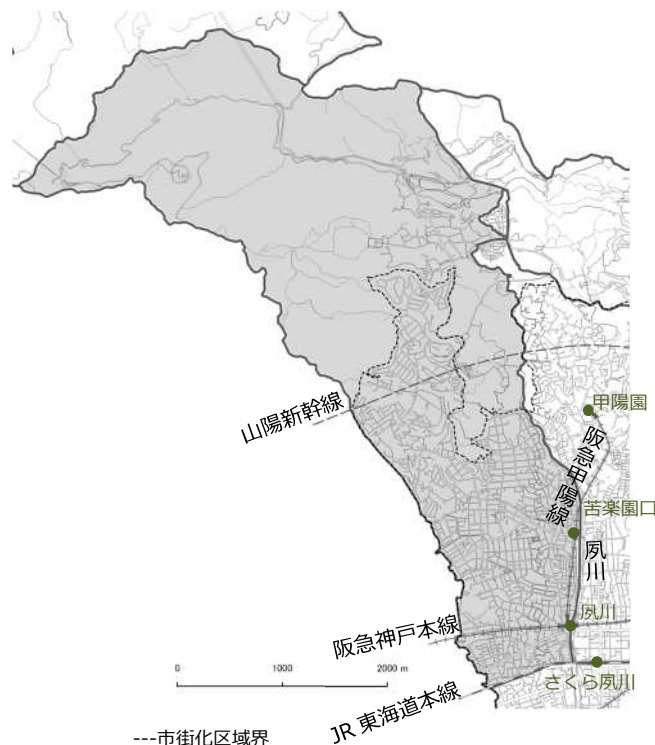 山陽新幹線
甲陽園
阪急甲陽線
苦楽園口
夙川
夙川
阪急神戸本線
さくら夙川
0 1000 2000 m
JR 東海道本線
---市街化区域界